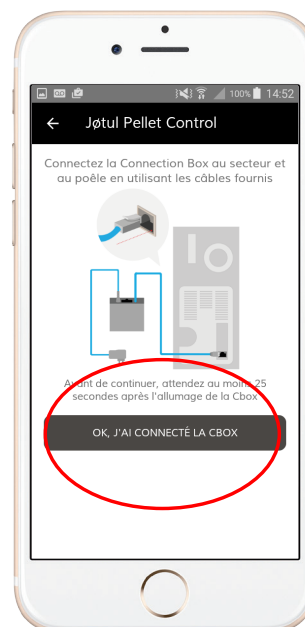 100% 14:52
Jøtul Pellet Control
Connectez la Connection Box au secteur et
au poêle en utilisant les câbles fournis
Avant de continuer, attendez au moins 25
secondes après l'allumage de la Cbox
OK, J'AI CONNECTÉ LA CBOX